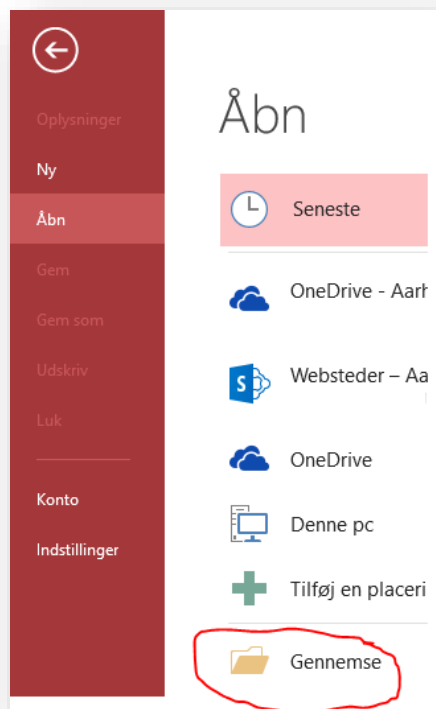 Oplysninger
Ny
Åbn
Gem
Gem som
Udskriv
Luk
Konto
Indstillinger
Åbn
Seneste
OneDrive - Aarh
Websteder – Aa
OneDrive
Denne pc
Tilføj en placeri
Gennemse